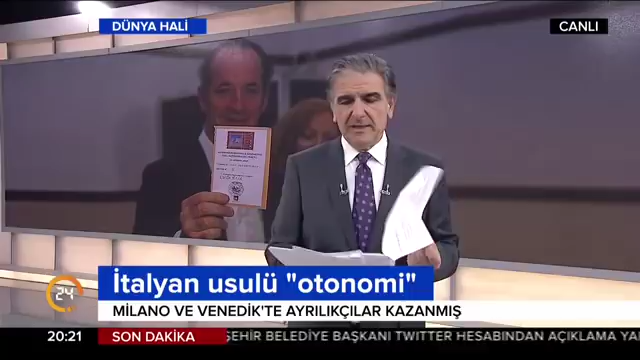 DÜNYA HALİ
CANLI
İtalyan usulü "otonomi"
24
MİLANO VE VENEDİK'TE AYRILIKÇILAR KAZANMIŞ
20:21
SON DAKİKA
ŞEHİR BELEDİYE BAŞKANI TWITTER HESABINDAN AÇIKLAMA YA